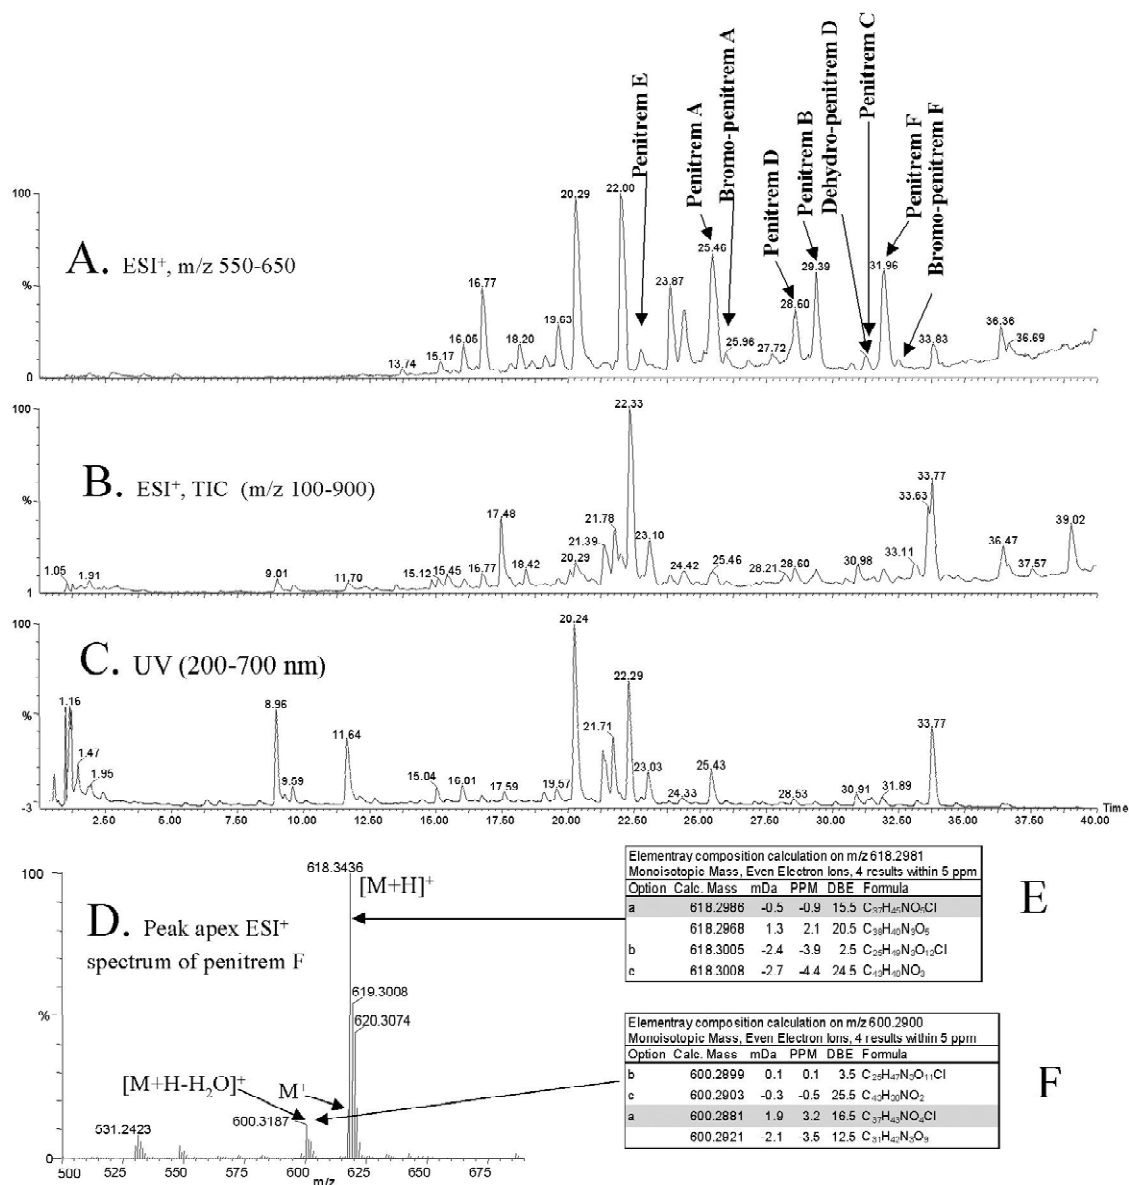 Penitrem E
Penitrem A
Bromo-penitrem A
Penitrem D
Penitrem B
Dehydro-penitrem D
Penitrem C
Penitrem F
Bromo-penitrem F
100
%
0
A. ESI⁺, m/z 550-650
13.74
15.17
16.06
16.77
18.20
19.63
20.29
22.00
23.87
25.46
25.96
27.72
28.60
29.39
31.96
33.83
36.36
36.69
100
%
1
B. ESI⁺, TIC (m/z 100-900)
1.05
1.91
9.01
11.70
15.12
15.45
16.77
17.48
18.42
20.29
21.39
21.78
22.33
23.10
24.42
25.46
28.21
28.60
30.98
33.11
33.63
33.77
36.47
37.57
39.02
100
%
-3
C. UV (200-700 nm)
1.16
1.47
1.95
8.96
9.59
11.64
15.04
16.01
17.59
19.57
20.24
21.71
22.29
23.03
24.33
25.43
28.53
30.91
31.89
33.77
Time
2.50 5.00 7.50 10.00 12.50 15.00 17.50 20.00 22.50 25.00 27.50 30.00 32.50 35.00 37.50 40.00
100
%
0
D. Peak apex ESI⁺
spectrum of penitrem F
618.3436
[M+H]⁺
619.3008
620.3074
[M+H-H₂O]⁺
M⁺
600.3187
531.2423
500 525 550 575 600 625 650 675
m/z
Elementray composition calculation on m/z 618.2981
Monoisotopic Mass, Even Electron Ions, 4 results within 5 ppm
Option Calc. Mass mDa PPM DBE Formula
a 618.2986 -0.5 -0.9 15.5 C₃₇H₄₅NO₅Cl
618.2968 1.3 2.1 20.5 C₃₈H₄₀N₃O₅
b 618.3005 -2.4 -3.9 2.5 C₂₅H₄₉N₃O₁₂Cl
c 618.3008 -2.7 -4.4 24.5 C₄₃H₄₀NO₃
E
Elementray composition calculation on m/z 600.2900
Monoisotopic Mass, Even Electron Ions, 4 results within 5 ppm
Option Calc. Mass mDa PPM DBE Formula
b 600.2899 0.1 0.1 3.5 C₂₅H₄₇N₃O₁₁Cl
c 600.2903 -0.3 -0.5 25.5 C₄₃H₃₈NO₂
a 600.2881 1.9 3.2 16.5 C₃₇H₄₃NO₄Cl
600.2921 -2.1 -3.5 12.5 C₃₁H₄₂N₃O₉
F